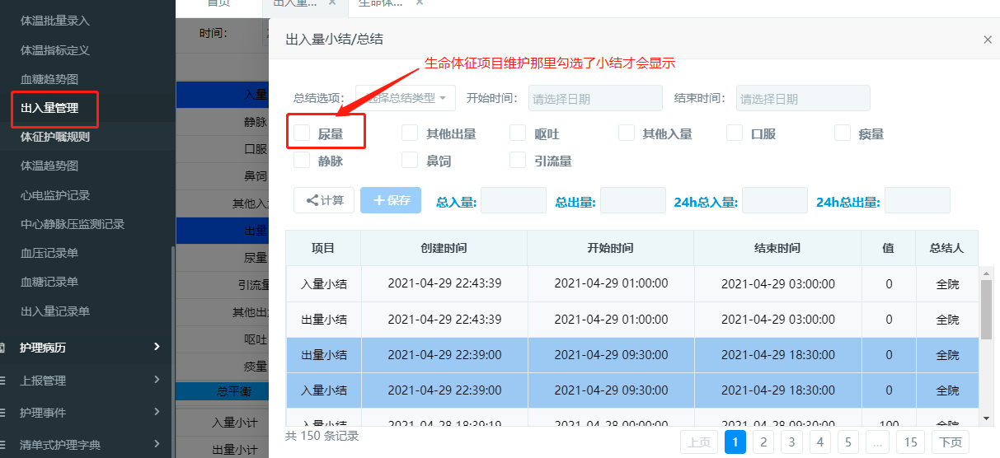 体温批量录入
体温指标定义
血糖趋势图
出入量管理
体征护嘱规则
体温趋势图
心电监护记录
中心静脉压监测记录
血压记录单
血糖记录单
出入量记录单
护理病历
上报管理
护理事件
清单式护理字典
首页 出入量... × 生命体... ×
时间：
入量
静脉
口服
鼻饲
其他入量
出量
尿量
引流量
其他出量
呕吐
痰量
总平衡
入量小计
出量小计
出入量小结/总结 ×
生命体征项目维护那里勾选了小结才会显示
总结选项： 选择总结类型 开始时间： 请选择日期 结束时间： 请选择日期
尿量 其他出量 呕吐 其他入量 口服 痰量
静脉 鼻饲 引流量
计算 +保存 总入量: 总出量: 24h总入量: 24h总出量:
项目 创建时间 开始时间 结束时间 值 总结人
入量小结 2021-04-29 22:43:39 2021-04-29 01:00:00 2021-04-29 03:00:00 0 全院
出量小结 2021-04-29 22:43:39 2021-04-29 01:00:00 2021-04-29 03:00:00 0 全院
出量小结 2021-04-29 22:39:00 2021-04-29 09:30:00 2021-04-29 18:30:00 0 全院
入量小结 2021-04-29 22:39:00 2021-04-29 09:30:00 2021-04-29 18:30:00 0 全院
入量小结 2021-04-28 18:39:19 2021-04-28 00:00:00 2021-04-28 09:30:00 100 全院
共 150 条记录
上页 1 2 3 4 5 ... 15 下页